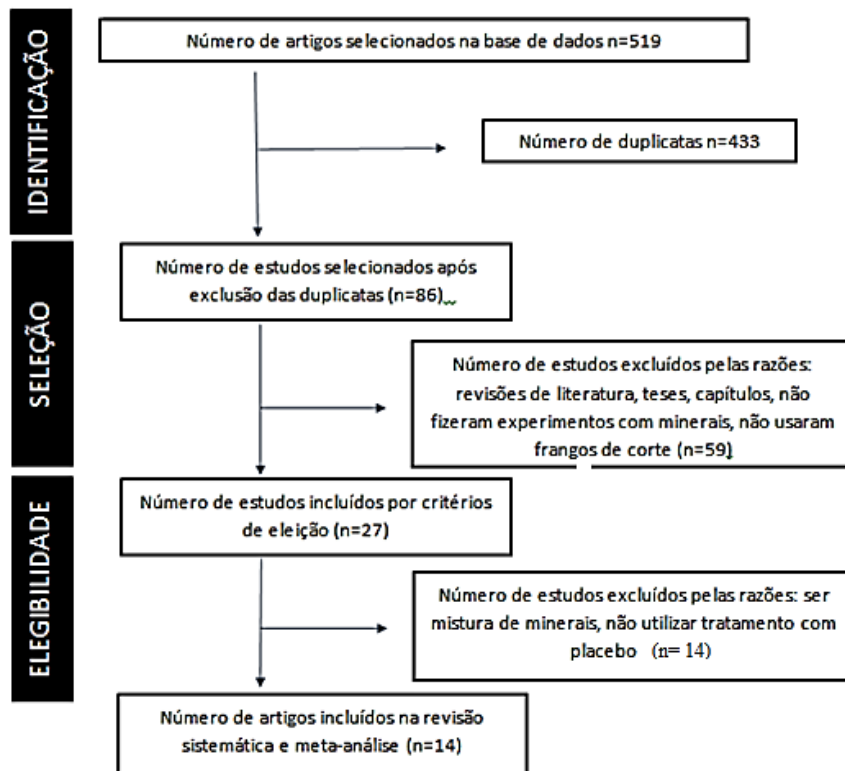 IDENTIFICAÇÃO
Número de artigos selecionados na base de dados n=519
Número de duplicatas n=433
SELEÇÃO
Número de estudos selecionados após
exclusão das duplicatas (n=86)
Número de estudos excluídos pelas razões:
revisões de literatura, teses, capítulos, não
fizeram experimentos com minerais, não usaram
frangos de corte (n=59)
ELEGIBILIDADE
Número de estudos incluídos por critérios
de eleição (n=27)
Número de estudos excluídos pelas razões: ser
mistura de minerais, não utilizar tratamento com
placebo (n= 14)
Número de artigos incluídos na revisão
sistemática e meta-análise (n=14)